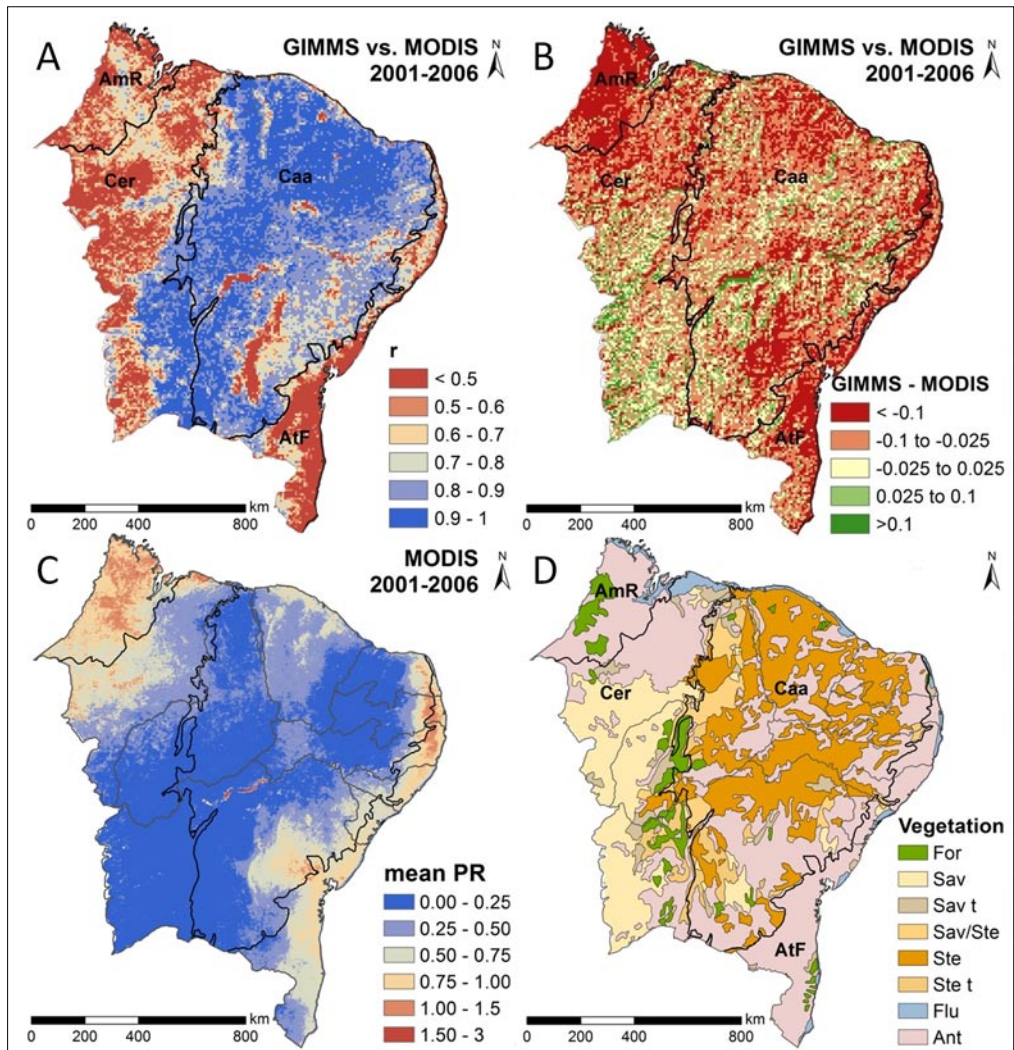 A
GIMMS vs. MODIS
2001-2006
N
AmR
Cer
Caa
AtF
r
< 0.5
0.5 - 0.6
0.6 - 0.7
0.7 - 0.8
0.8 - 0.9
0.9 - 1
km
0 200 400 800
B
GIMMS vs. MODIS
2001-2006
N
AmR
Cer
Caa
AtF
GIMMS - MODIS
< -0.1
-0.1 to -0.025
-0.025 to 0.025
0.025 to 0.1
>0.1
km
0 200 400 800
C
MODIS
2001-2006
N
mean PR
0.00 - 0.25
0.25 - 0.50
0.50 - 0.75
0.75 - 1.00
1.00 - 1.5
1.50 - 3
km
0 200 400 800
D
N
AmR
Cer
Caa
AtF
Vegetation
For
Sav
Sav t
Sav/Ste
Ste
Ste t
Flu
Ant
km
0 200 400 800